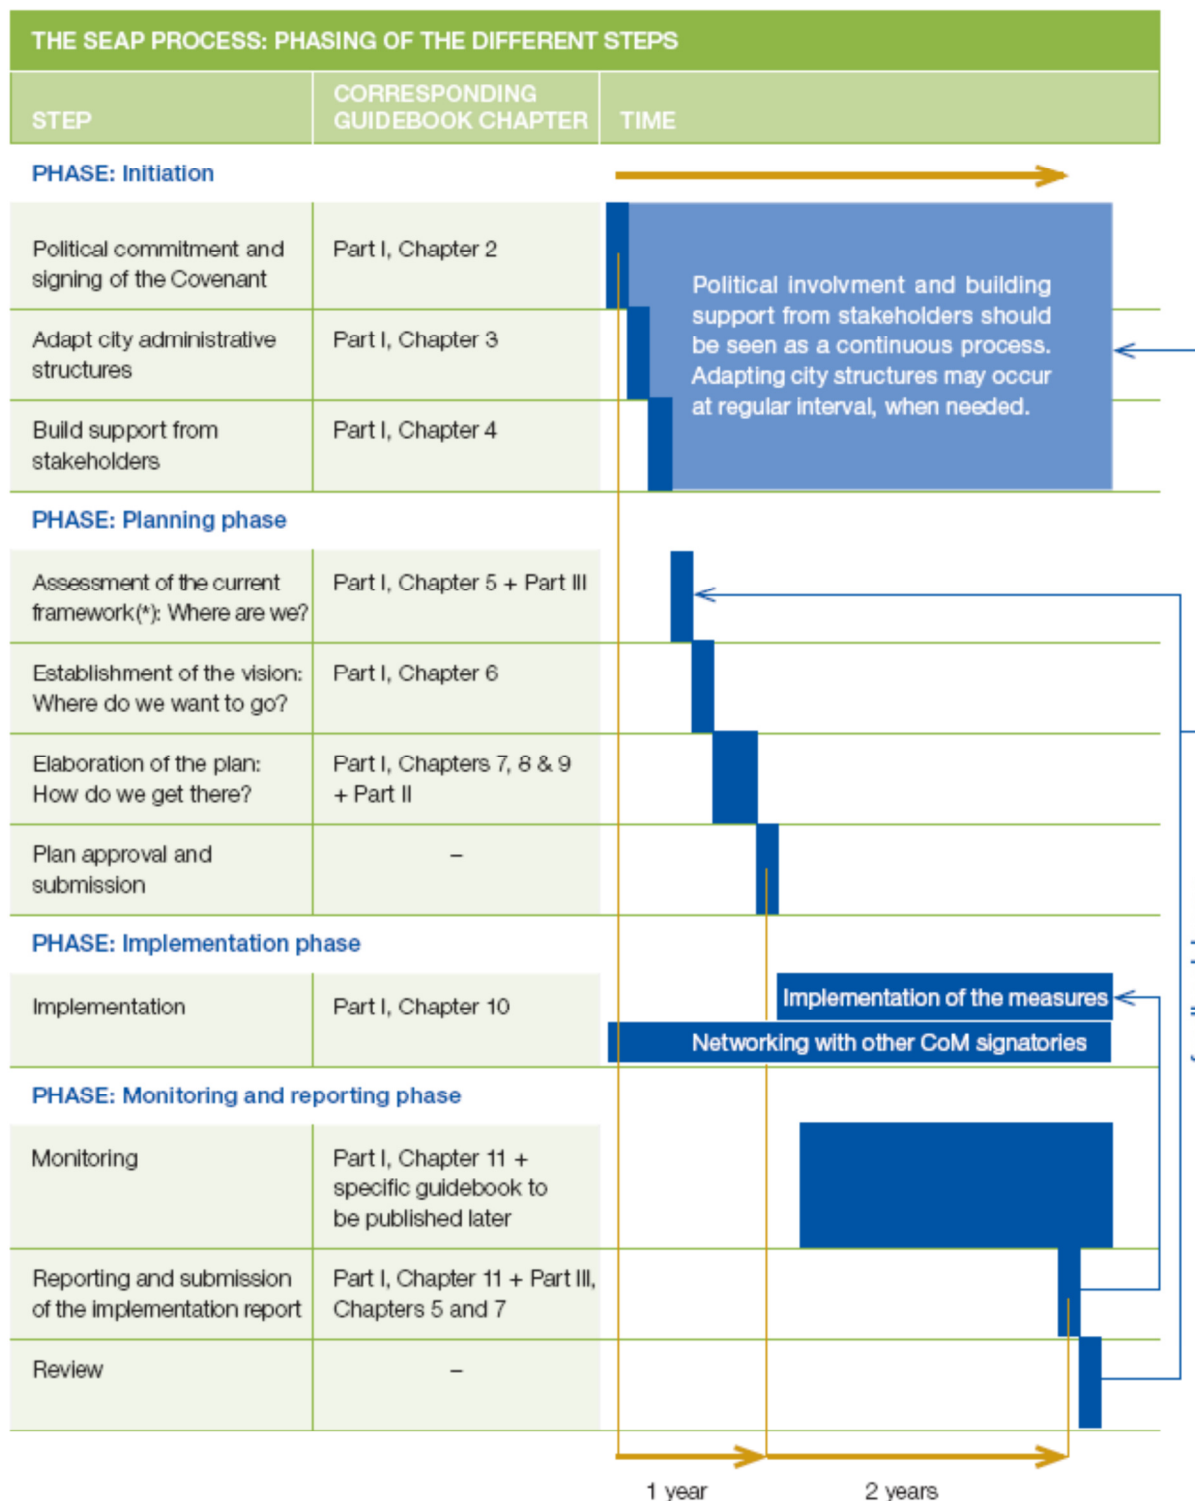 THE SEAP PROCESS: PHASING OF THE DIFFERENT STEPS
STEP
CORRESPONDING
GUIDEBOOK CHAPTER
TIME
PHASE: Initiation
Political commitment and
signing of the Covenant
Part I, Chapter 2
Adapt city administrative
structures
Part I, Chapter 3
Build support from
stakeholders
Part I, Chapter 4
Political involvment and building
support from stakeholders should
be seen as a continuous process.
Adapting city structures may occur
at regular interval, when needed.
PHASE: Planning phase
Assessment of the current
framework(*): Where are we?
Part I, Chapter 5 + Part III
Establishment of the vision:
Where do we want to go?
Part I, Chapter 6
Elaboration of the plan:
How do we get there?
Part I, Chapters 7, 8 & 9
+ Part II
Plan approval and
submission
–
PHASE: Implementation phase
Implementation
Part I, Chapter 10
Implementation of the measures
Networking with other CoM signatories
PHASE: Monitoring and reporting phase
Monitoring
Part I, Chapter 11 +
specific guidebook to
be published later
Reporting and submission
of the implementation report
Part I, Chapter 11 + Part III,
Chapters 5 and 7
Review
–
1 year
2 years